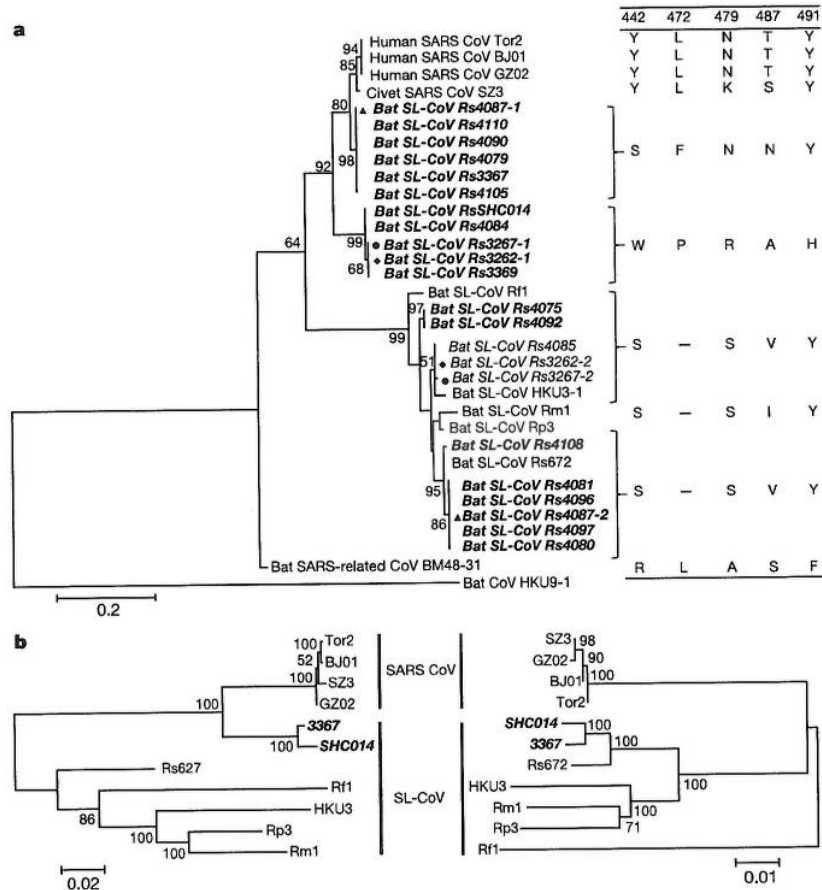 a
442 472 479 487 491
94 Human SARS CoV Tor2 Y L N T Y
85 Human SARS CoV BJ01 Y L N T Y
Human SARS CoV GZ02 Y L N T Y
Civet SARS CoV SZ3 Y L K S Y
80 Bat SL-CoV Rs4087-1
Bat SL-CoV Rs4110
Bat SL-CoV Rs4090 S F N N Y
98 Bat SL-CoV Rs4079
92 Bat SL-CoV Rs3367
Bat SL-CoV Rs4105
Bat SL-CoV RsSHC014
Bat SL-CoV Rs4084
64 99 Bat SL-CoV Rs3267-1 W P R A H
Bat SL-CoV Rs3262-1
68 Bat SL-CoV Rs3369
Bat SL-CoV Rf1
97 Bat SL-CoV Rs4075
Bat SL-CoV Rs4092
99
Bat SL-CoV Rs4085 S – S V Y
51 Bat SL-CoV Rs3262-2
Bat SL-CoV Rs3267-2
Bat SL-CoV HKU3-1
Bat SL-CoV Rm1 S – S I Y
Bat SL-CoV Rp3
Bat SL-CoV Rs4108
Bat SL-CoV Rs672
95 Bat SL-CoV Rs4081 S – S V Y
Bat SL-CoV Rs4096
86 Bat SL-CoV Rs4087-2
Bat SL-CoV Rs4097
Bat SL-CoV Rs4080
Bat SARS-related CoV BM48-31 R L A S F
Bat CoV HKU9-1
0.2
b
100 Tor2
52 BJ01
100 SZ3
GZ02
100
3367
100 SHC014
Rs627
Rf1
86
HKU3
100
Rp3
100
Rm1
0.02
SARS CoV
SL-CoV
SZ3 98
GZ02 90
BJ01 100
Tor2
SHC014 100
3367 100
Rs672
100
HKU3
Rm1 100
Rp3 71
Rf1
0.01